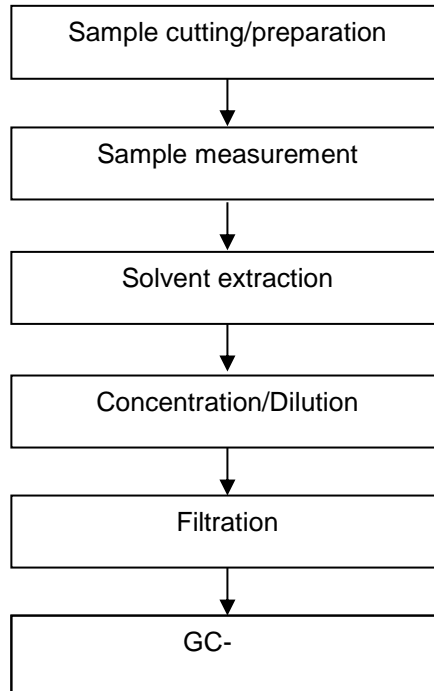 Sample cutting/preparation
Sample measurement
Solvent extraction
Concentration/Dilution
Filtration
GC-